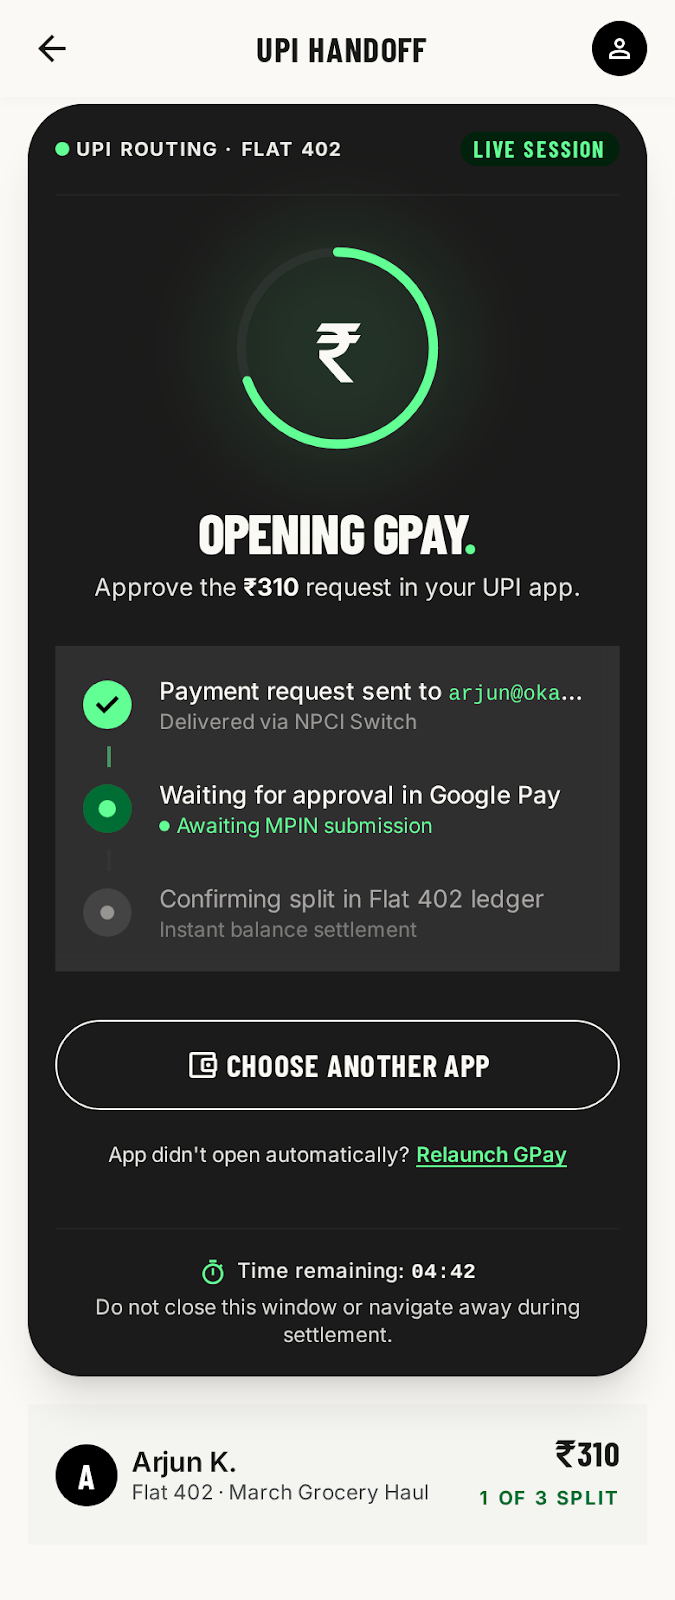 UPI HANDOFF
UPI ROUTING · FLAT 402
LIVE SESSION
₹
OPENING GPAY.
Approve the ₹310 request in your UPI app.
Payment request sent to arjun@oka...
Delivered via NPCI Switch
Waiting for approval in Google Pay
Awaiting MPIN submission
Confirming split in Flat 402 ledger
Instant balance settlement
CHOOSE ANOTHER APP
App didn't open automatically? Relaunch GPay
Time remaining: 04:42
Do not close this window or navigate away during
settlement.
A
Arjun K.
Flat 402 · March Grocery Haul
₹310
1 OF 3 SPLIT